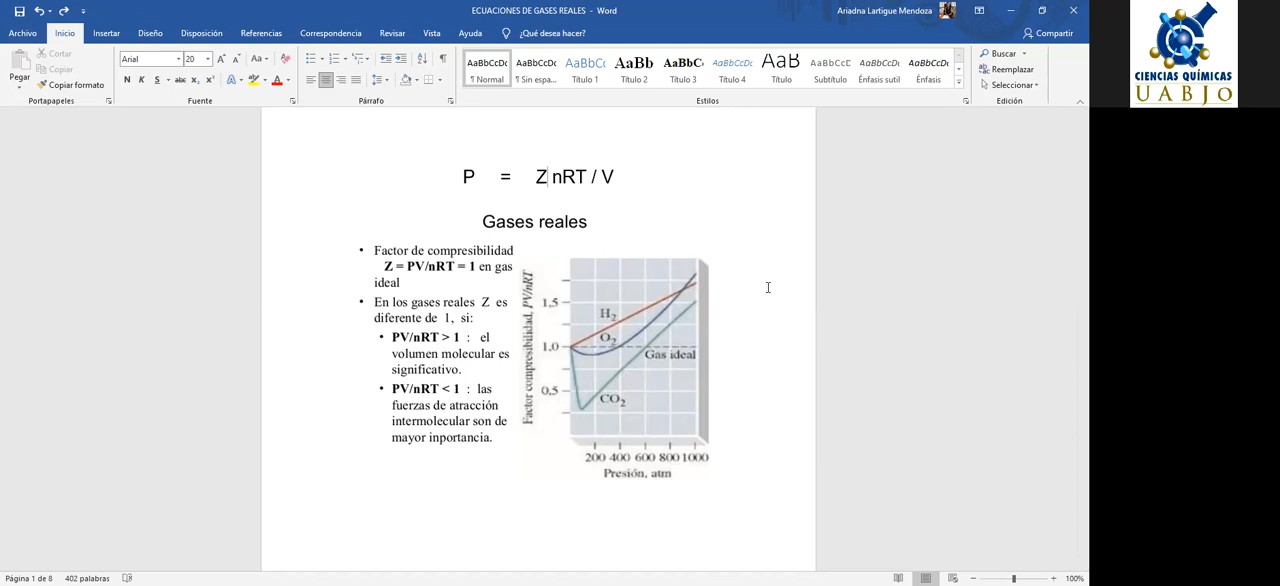 ECUACIONES DE GASES REALES - Word
Ariadna Lartigue Mendoza
Archivo Inicio Insertar Diseño Disposición Referencias Correspondencia Revisar Vista Ayuda ¿Qué desea hacer? Compartir
Pegar
Cortar
Copiar
Copiar formato
Portapapeles
Arial 20
Aa
N K S abc x₂ x²
Fuente
Párrafo
AaBbCcDc AaBbCcDc AaBbCc AaBb AaBbC AaBbCcDc AaB AaBbCcC AaBbCcDc AaBbCcDc
¶ Normal ¶ Sin espa... Título 1 Título 2 Título 3 Título 4 Título Subtítulo Énfasis sutil Énfasis
Estilos
Buscar
Reemplazar
Seleccionar
Edición
CIENCIAS QUÍMICAS
UABJO
P = Z nRT / V
Gases reales
• Factor de compresibilidad
Z = PV/nRT = 1 en gas
ideal
• En los gases reales Z es
diferente de 1, si:
• PV/nRT > 1 : el
volumen molecular es
significativo.
• PV/nRT < 1 : las
fuerzas de atracción
intermolecular son de
mayor inportancia.
Factor compresibilidad, PV/nRT
1.5
1.0
0.5
H₂
O₂
Gas ideal
CO₂
200 400 600 800 1000
Presión, atm
Página 1 de 8 402 palabras
100%